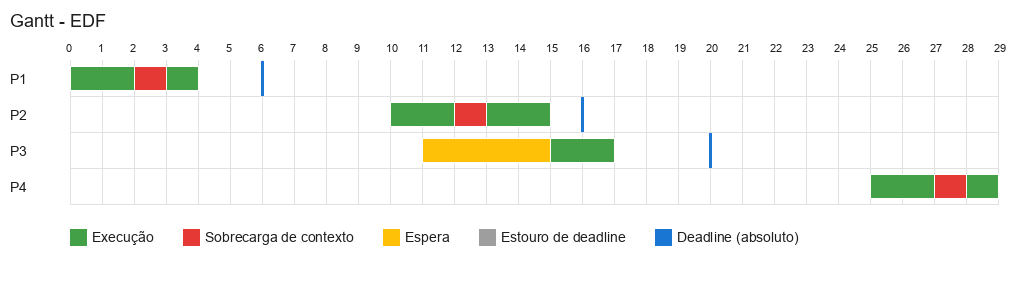 Gantt - EDF
0 1 2 3 4 5 6 7 8 9 10 11 12 13 14 15 16 17 18 19 20 21 22 23 24 25 26 27 28 29
P1
P2
P3
P4
Execução Sobrecarga de contexto Espera Estouro de deadline Deadline (absoluto)